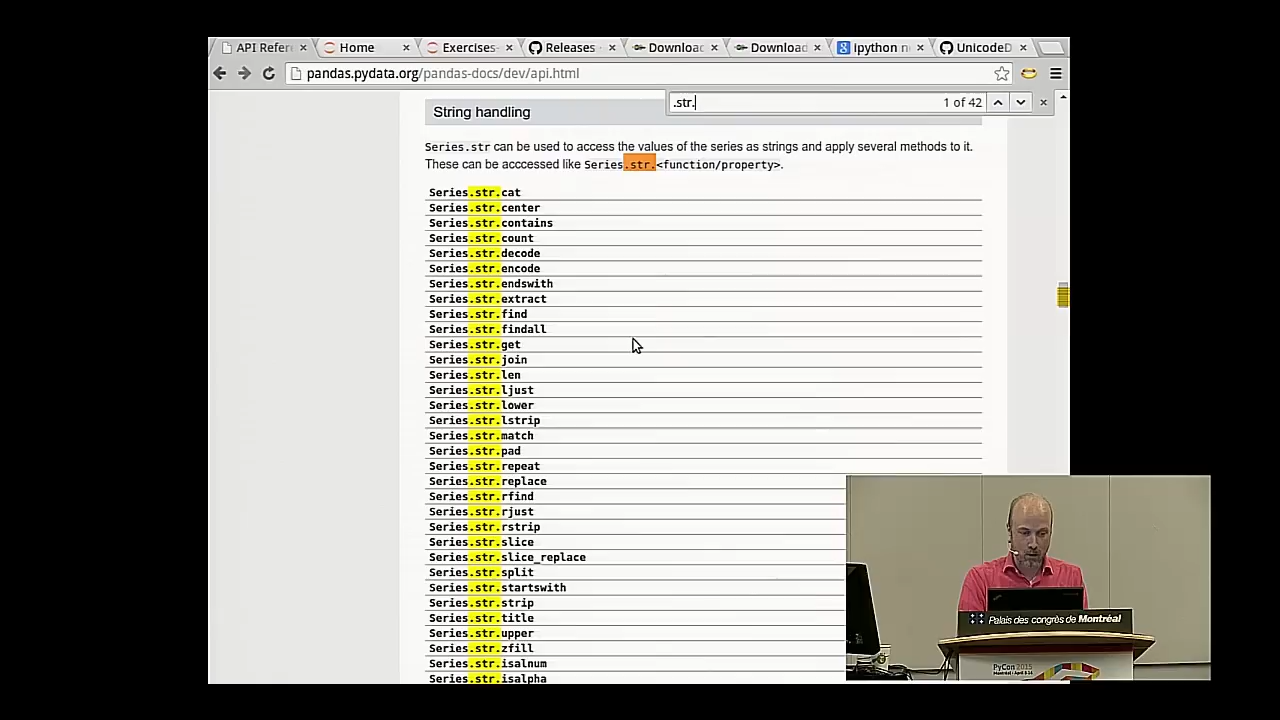 API Refer
Home
Exercises-
Releases ·
Download
Download
ipython n
UnicodeD
pandas.pydata.org/pandas-docs/dev/api.html
.str.
1 of 42
String handling
Series.str can be used to access the values of the series as strings and apply several methods to it.
These can be acccessed like Series.str.<function/property>.
Series.str.cat
Series.str.center
Series.str.contains
Series.str.count
Series.str.decode
Series.str.encode
Series.str.endswith
Series.str.extract
Series.str.find
Series.str.findall
Series.str.get
Series.str.join
Series.str.len
Series.str.ljust
Series.str.lower
Series.str.lstrip
Series.str.match
Series.str.pad
Series.str.repeat
Series.str.replace
Series.str.rfind
Series.str.rjust
Series.str.rstrip
Series.str.slice
Series.str.slice_replace
Series.str.split
Series.str.startswith
Series.str.strip
Series.str.title
Series.str.upper
Series.str.zfill
Series.str.isalnum
Series.str.isalpha
Palais des congrès de Montréal
PyCon 2015